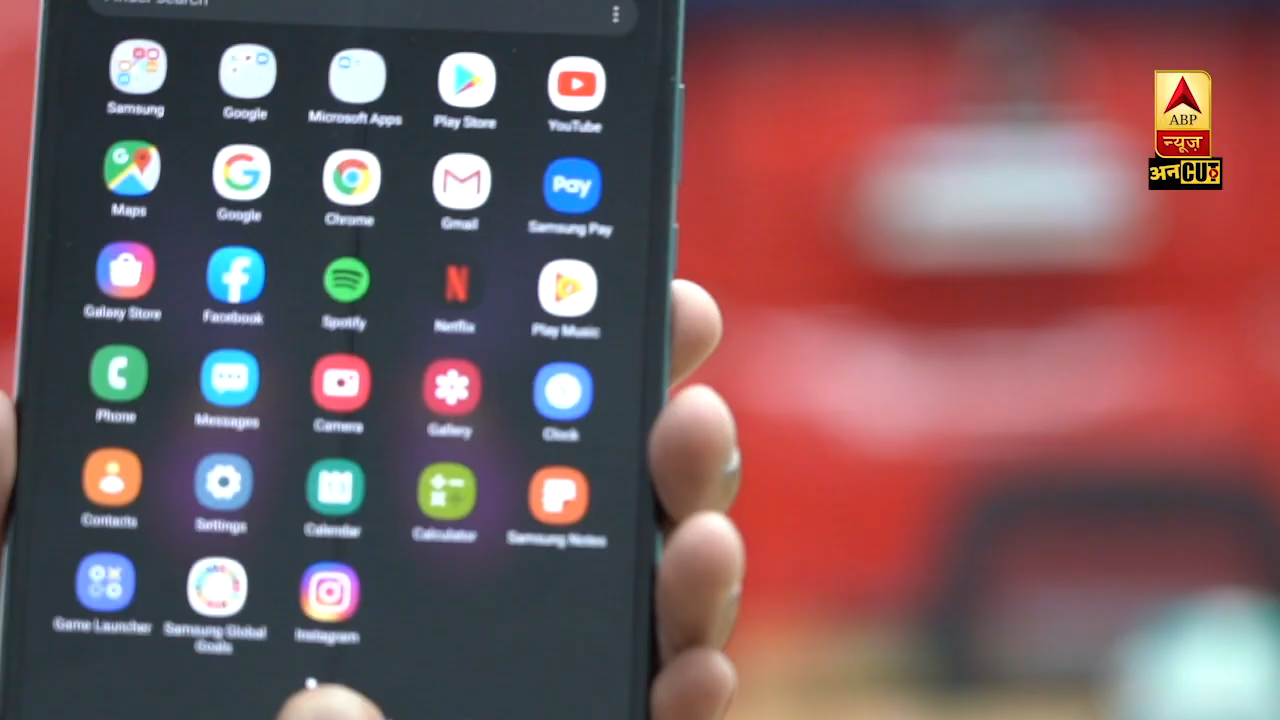 Finder search
Samsung
Google
Microsoft Apps
Play Store
YouTube
Maps
Google
Chrome
Gmail
Pay
Samsung Pay
Galaxy Store
Facebook
Spotify
Netflix
Play Music
Phone
Messages
Camera
Gallery
Clock
Contacts
Settings
Calendar
Calculator
Samsung Notes
Game Launcher
Samsung Global
Goals
Instagram
ABP
न्यूज़
अनCUT